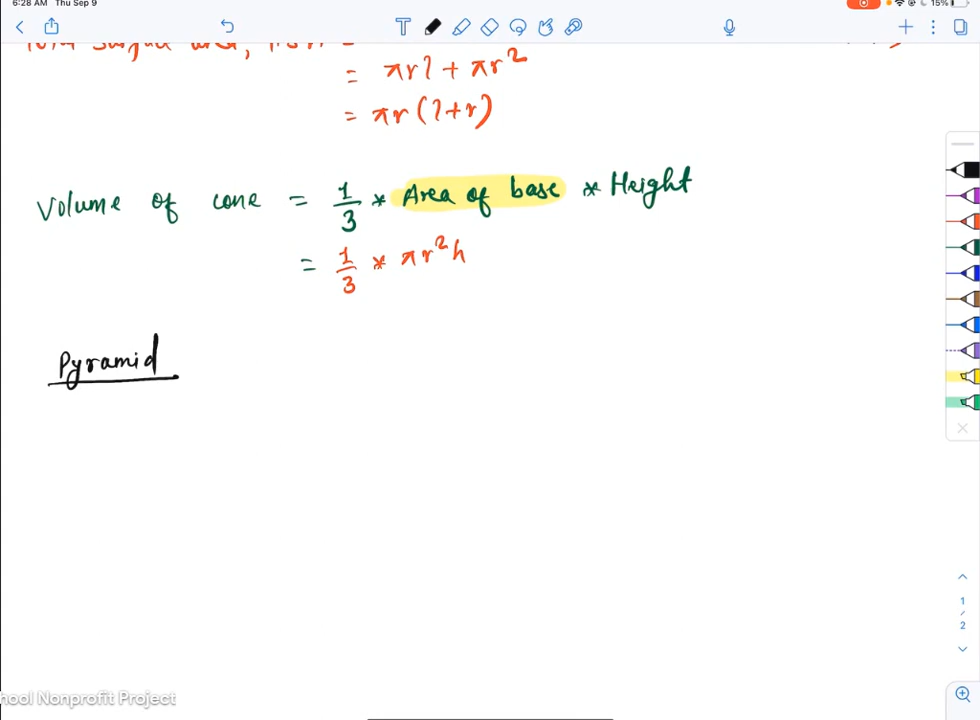 6:28 AM Thu Sep 9
15%
= πrl + πr²
= πr(l+r)
Volume of cone = 1/3 * Area of base * Height
= 1/3 * πr²h
Pyramid
1
/
2
hool Nonprofit Project